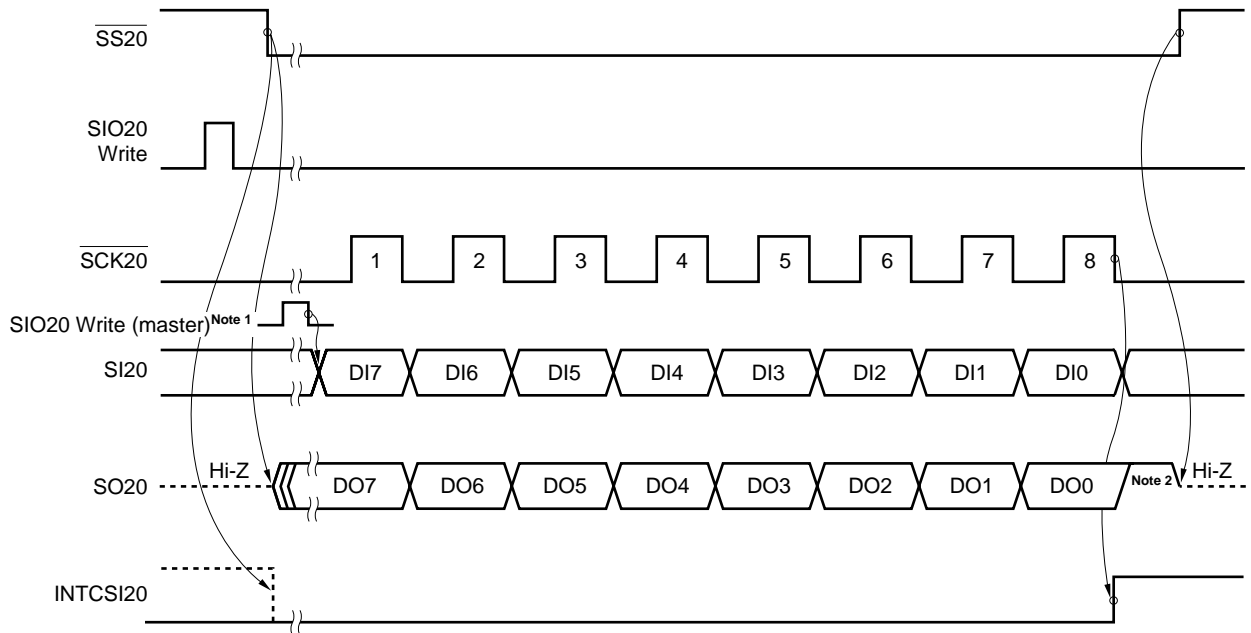 SS20
SIO20
Write
SCK20
1 2 3 4 5 6 7 8
SIO20 Write (master)Note 1
SI20 DI7 DI6 DI5 DI4 DI3 DI2 DI1 DI0
SO20 Hi-Z DO7 DO6 DO5 DO4 DO3 DO2 DO1 DO0 Note 2 Hi-Z
INTCSI20